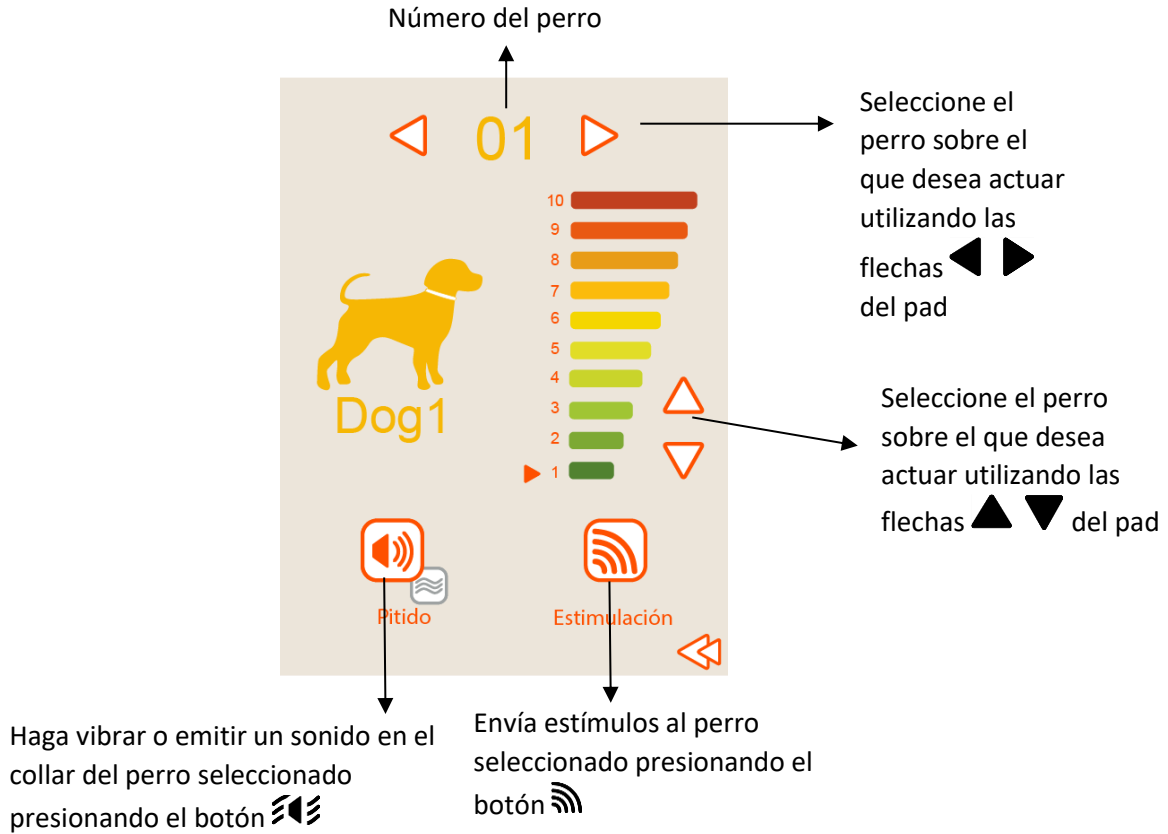 Número del perro
01
Seleccione el
perro sobre el
que desea actuar
utilizando las
flechas
del pad
10
9
8
7
6
5
4
3
2
1
Dog1
Seleccione el perro
sobre el que desea
actuar utilizando las
flechas del pad
Pitido
Estimulación
Haga vibrar o emitir un sonido en el
collar del perro seleccionado
presionando el botón
Envía estímulos al perro
seleccionado presionando el
botón